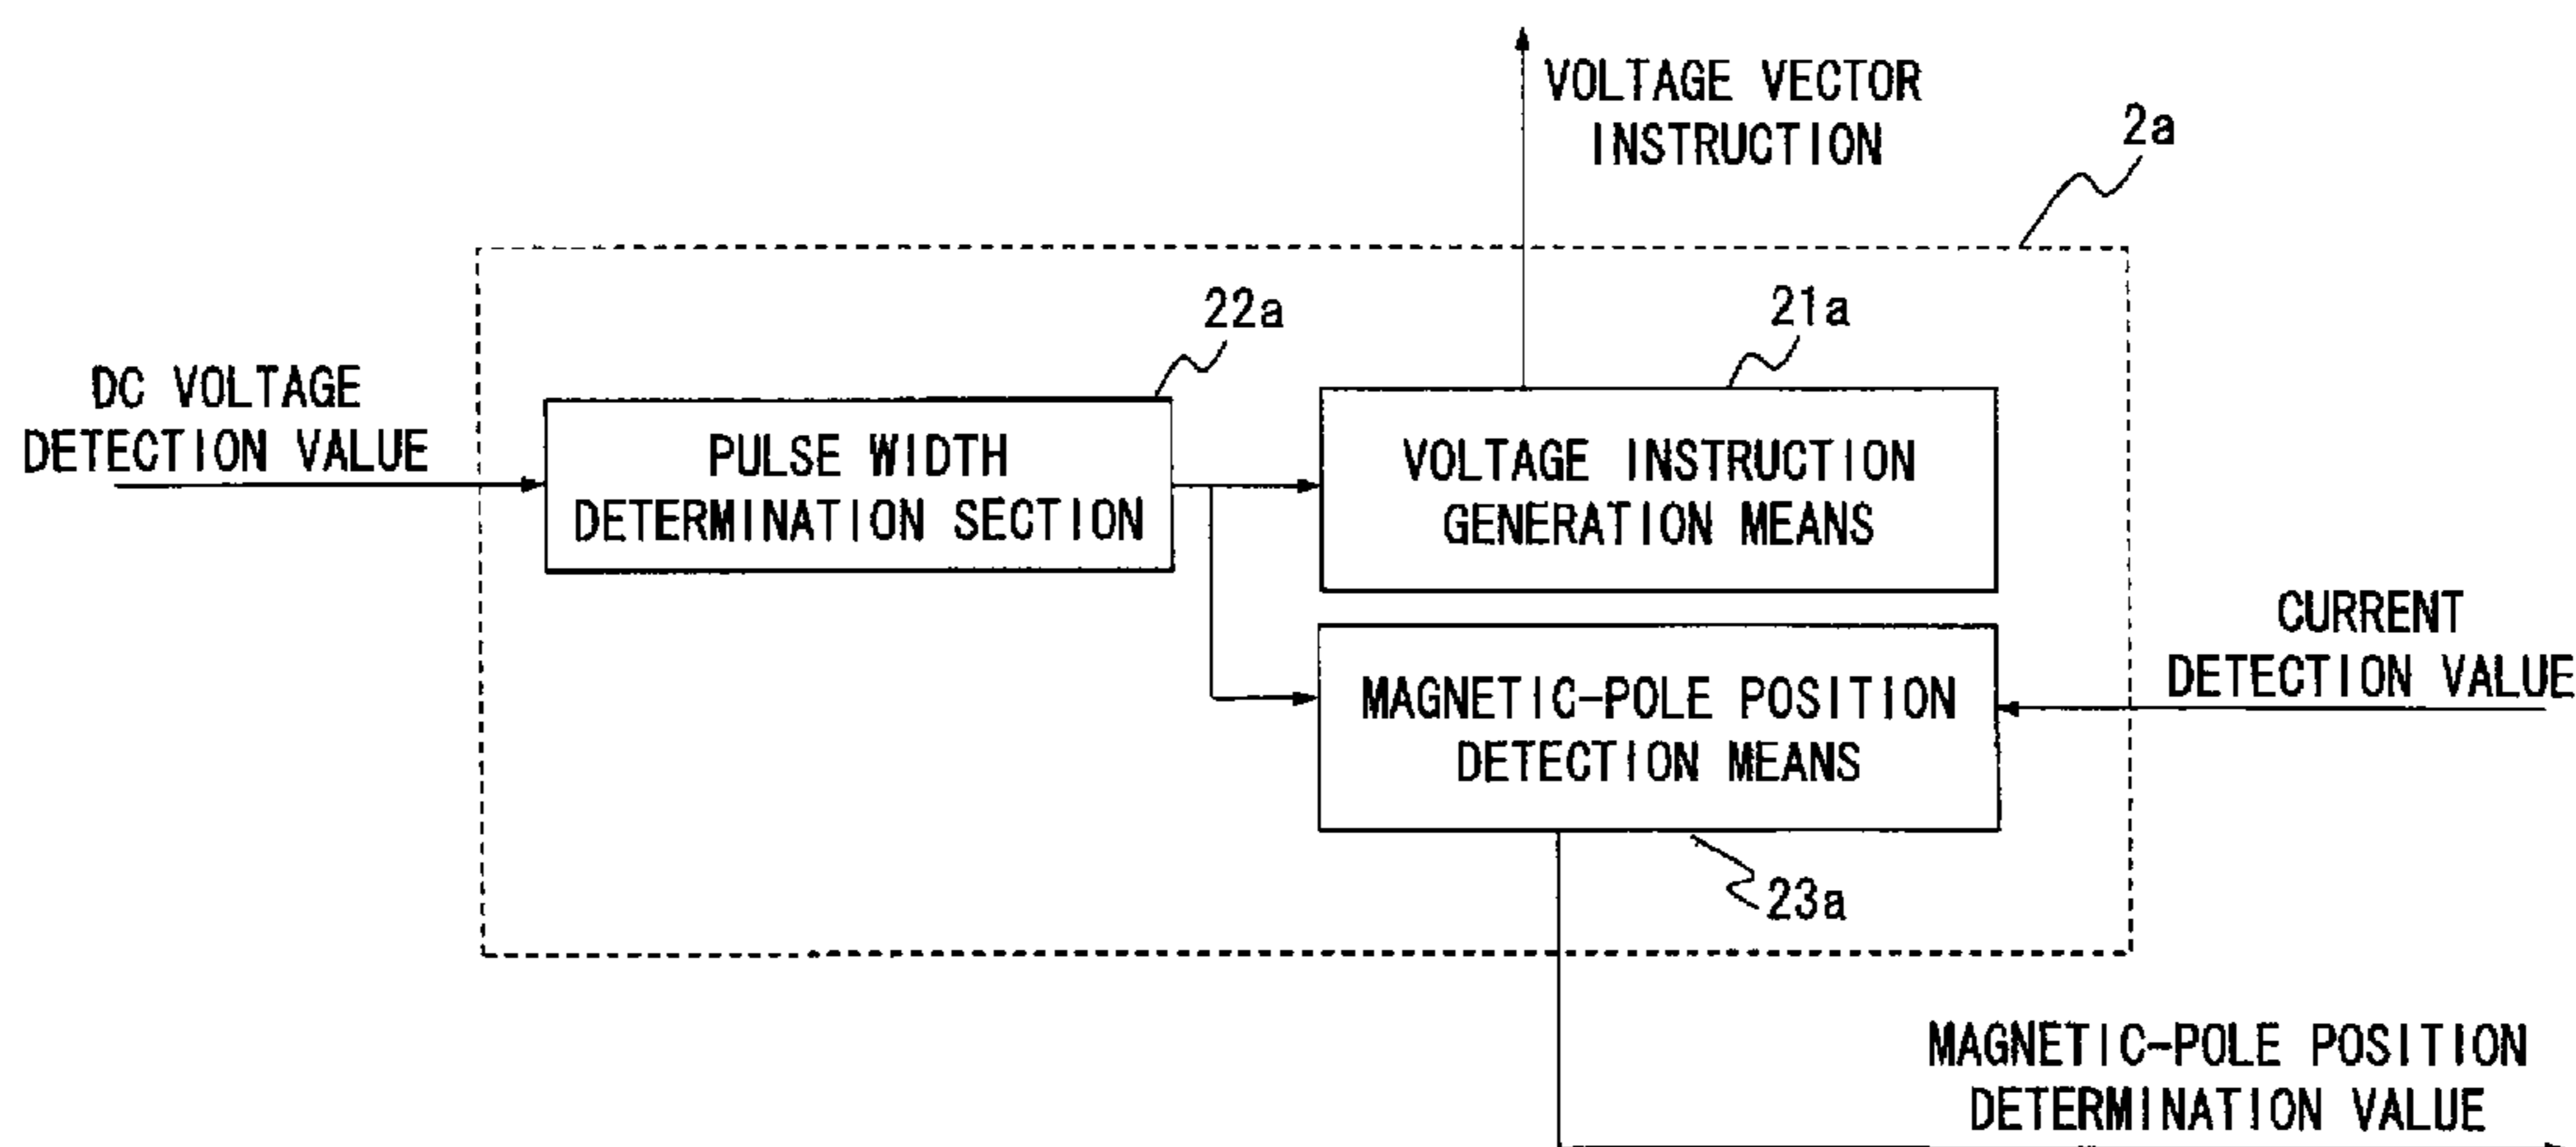 VOLTAGE VECTOR
INSTRUCTION
2a
22a
21a
DC VOLTAGE
DETECTION VALUE
PULSE WIDTH
DETERMINATION SECTION
VOLTAGE INSTRUCTION
GENERATION MEANS
CURRENT
DETECTION VALUE
MAGNETIC-POLE POSITION
DETECTION MEANS
23a
MAGNETIC-POLE POSITION
DETERMINATION VALUE